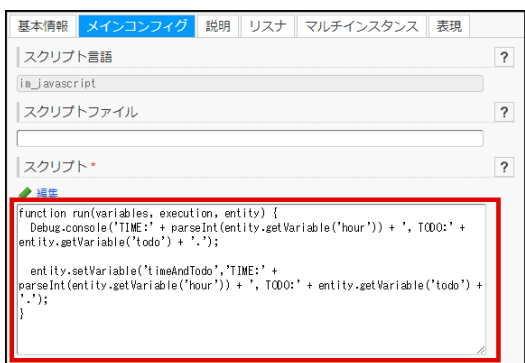 基本情報 メインコンフィグ 説明 リスナ マルチインスタンス 表現
スクリプト言語 ?
im_javascript
スクリプトファイル ?
スクリプト * ?
編集
function run(variables, execution, entity) {
  Debug.console('TIME:' + parseInt(entity.getVariable('hour')) + ', TODO:' +
entity.getVariable('todo') + '.');

  entity.setVariable('timeAndTodo','TIME:' +
parseInt(entity.getVariable('hour')) + ', TODO:' + entity.getVariable('todo') +
'.');
}